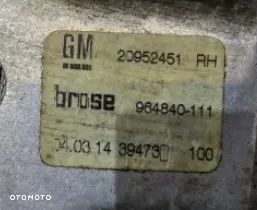 GM
20952451 RH
brose
964840-111
04.03.14 39473 100
OTOMOTO